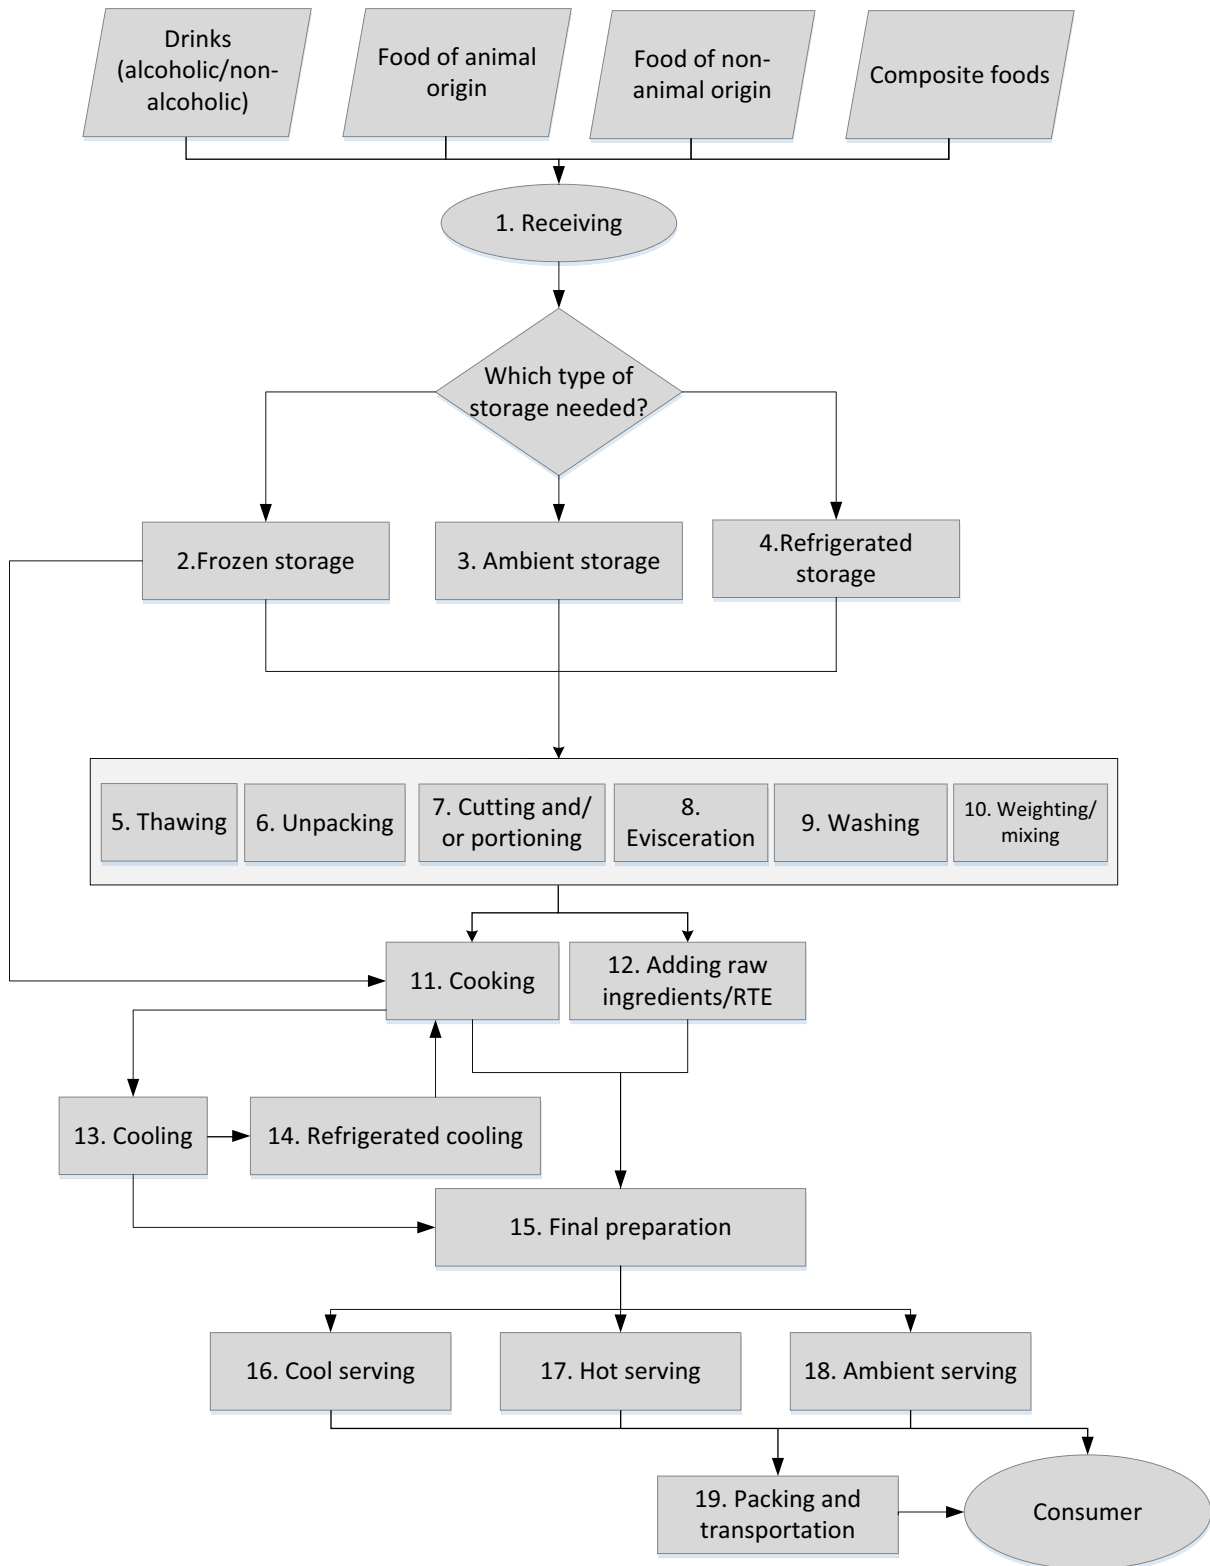 Drinks
(alcoholic/non-
alcoholic)
Food of animal
origin
Food of non-
animal origin
Composite foods
1. Receiving
Which type of
storage needed?
2.Frozen storage
3. Ambient storage
4.Refrigerated
storage
5. Thawing
6. Unpacking
7. Cutting and/
or portioning
8.
Evisceration
9. Washing
10. Weighting/
mixing
11. Cooking
12. Adding raw
ingredients/RTE
13. Cooling
14. Refrigerated cooling
15. Final preparation
16. Cool serving
17. Hot serving
18. Ambient serving
19. Packing and
transportation
Consumer